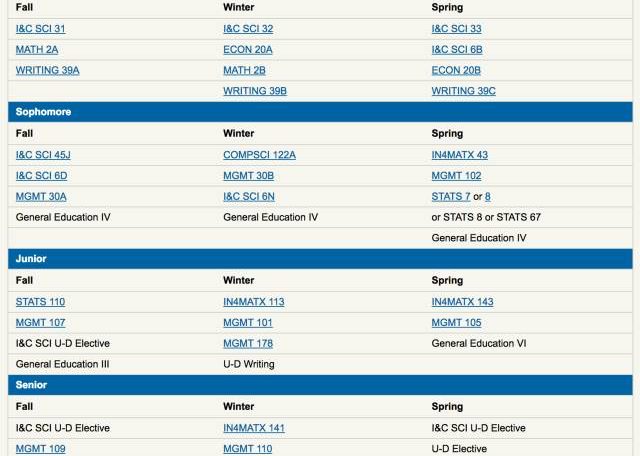 Fall Winter Spring
I&C SCI 31 I&C SCI 32 I&C SCI 33
MATH 2A ECON 20A I&C SCI 6B
WRITING 39A MATH 2B ECON 20B
WRITING 39B WRITING 39C
Sophomore
Fall Winter Spring
I&C SCI 45J COMPSCI 122A IN4MATX 43
I&C SCI 6D MGMT 30B MGMT 102
MGMT 30A I&C SCI 6N STATS 7 or 8
General Education IV General Education IV or STATS 8 or STATS 67
General Education IV
Junior
Fall Winter Spring
STATS 110 IN4MATX 113 IN4MATX 143
MGMT 107 MGMT 101 MGMT 105
I&C SCI U-D Elective MGMT 178 General Education VI
General Education III U-D Writing
Senior
Fall Winter Spring
I&C SCI U-D Elective IN4MATX 141 I&C SCI U-D Elective
MGMT 109 MGMT 110 U-D Elective